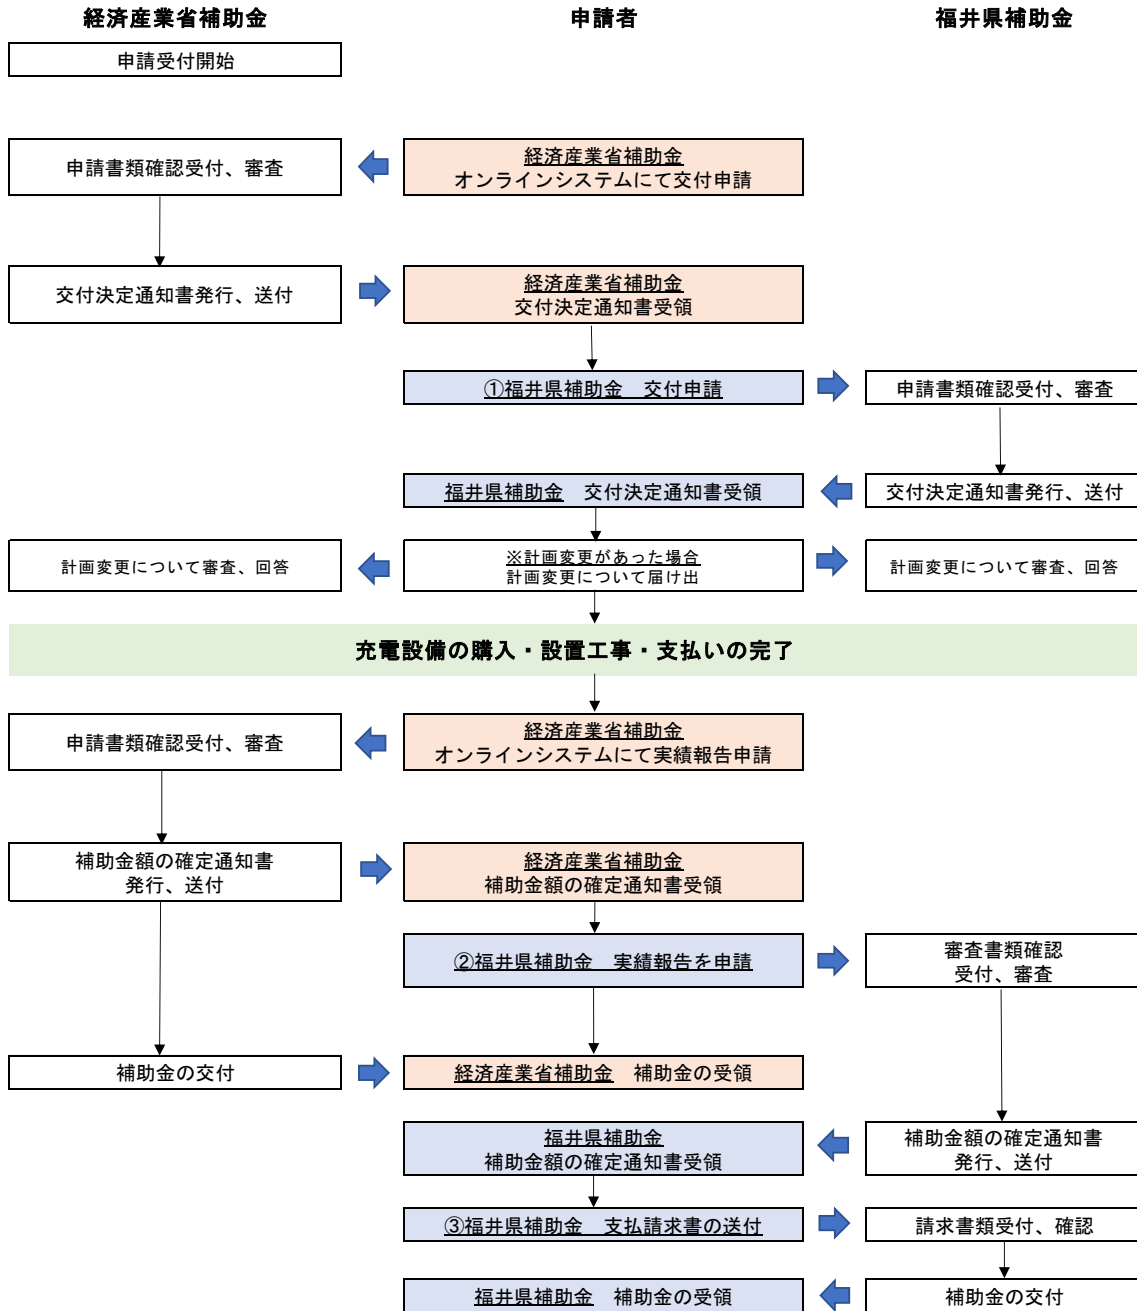 経済産業省補助金
申請者
福井県補助金
申請受付開始
申請書類確認受付、審査
経済産業省補助金
オンラインシステムにて交付申請
交付決定通知書発行、送付
経済産業省補助金
交付決定通知書受領
①福井県補助金　交付申請
申請書類確認受付、審査
福井県補助金　交付決定通知書受領
交付決定通知書発行、送付
計画変更について審査、回答
※計画変更があった場合
計画変更について届け出
計画変更について審査、回答
充電設備の購入・設置工事・支払いの完了
申請書類確認受付、審査
経済産業省補助金
オンラインシステムにて実績報告申請
補助金額の確定通知書
発行、送付
経済産業省補助金
補助金額の確定通知書受領
②福井県補助金　実績報告を申請
審査書類確認
受付、審査
補助金の交付
経済産業省補助金　補助金の受領
福井県補助金
補助金額の確定通知書受領
補助金額の確定通知書
発行、送付
③福井県補助金　支払請求書の送付
請求書類受付、確認
福井県補助金　補助金の受領
補助金の交付